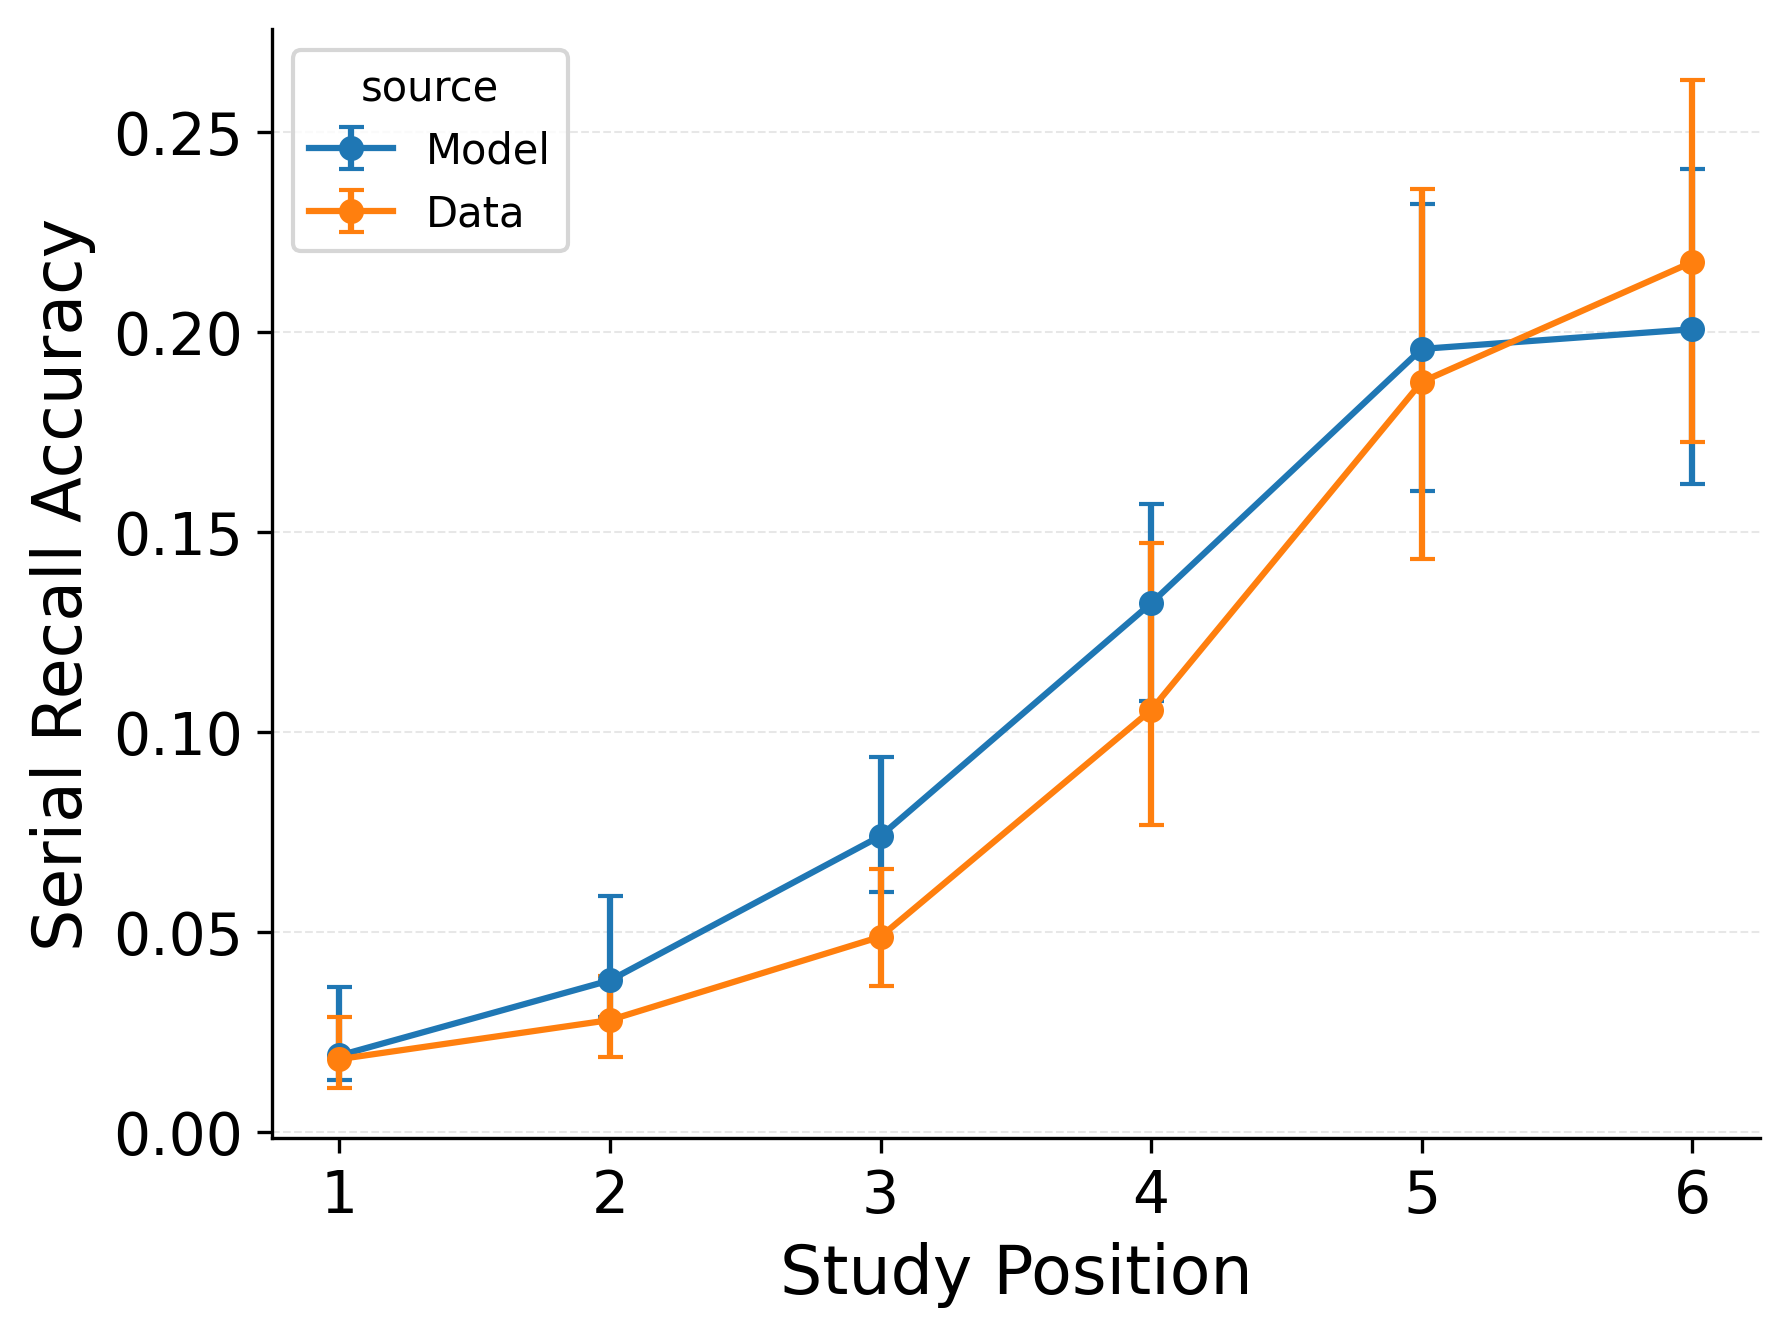 source
Model
Data
0.25
0.20
0.15
0.10
0.05
0.00
Serial Recall Accuracy
1 2 3 4 5 6
Study Position